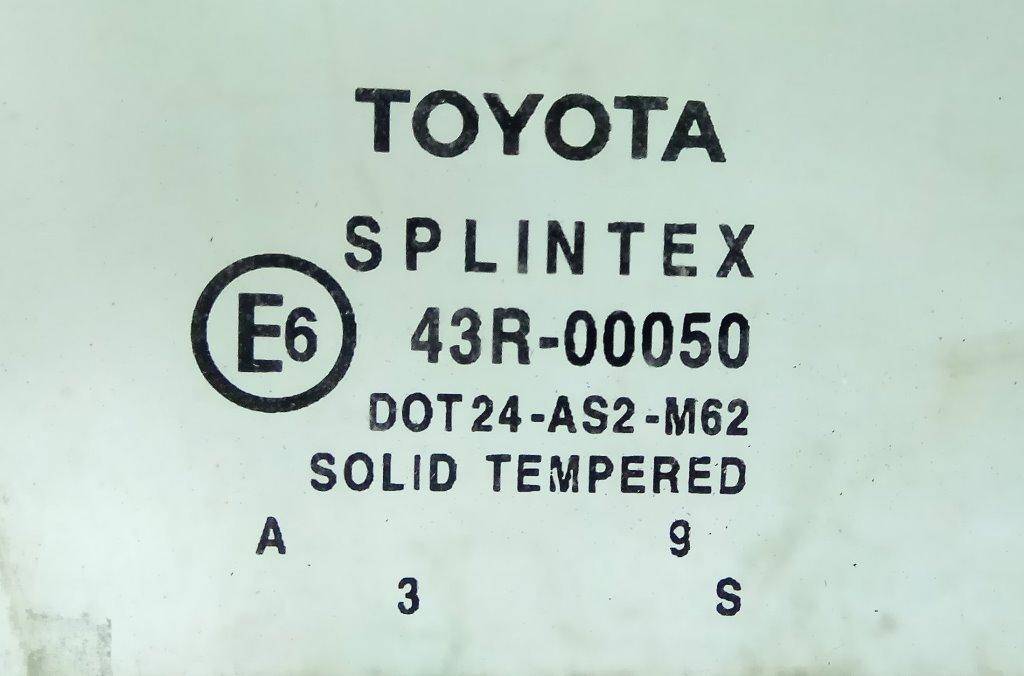 TOYOTA
SPLINTEX
E6 43R-00050
DOT24-AS2-M62
SOLID TEMPERED
A 9
3 S